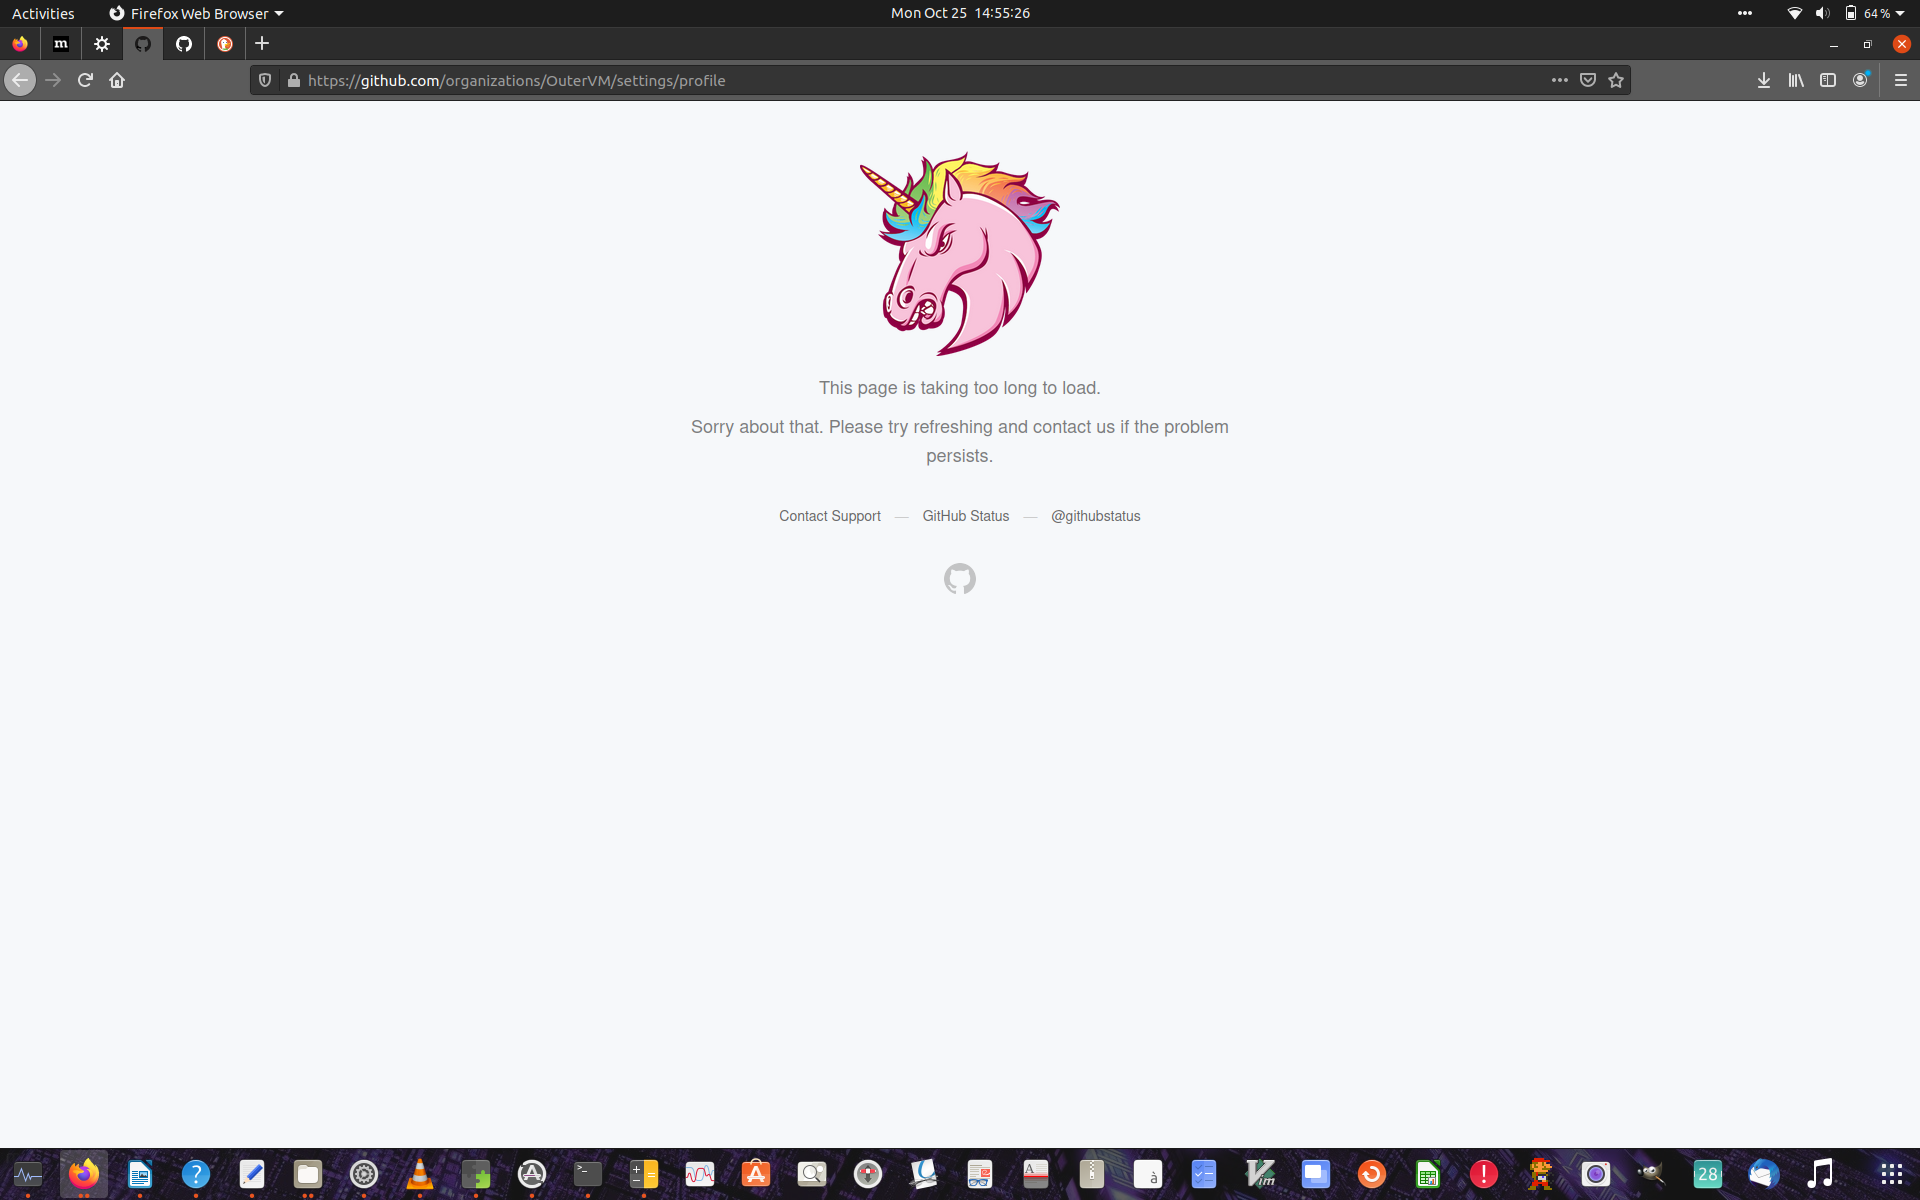 Activities
Firefox Web Browser
Mon Oct 25 14:55:26
64 %
m
https://github.com/organizations/OuterVM/settings/profile
This page is taking too long to load.
Sorry about that. Please try refreshing and contact us if the problem
persists.
Contact Support — GitHub Status — @githubstatus
?
>_
A
à
Vim
!
28